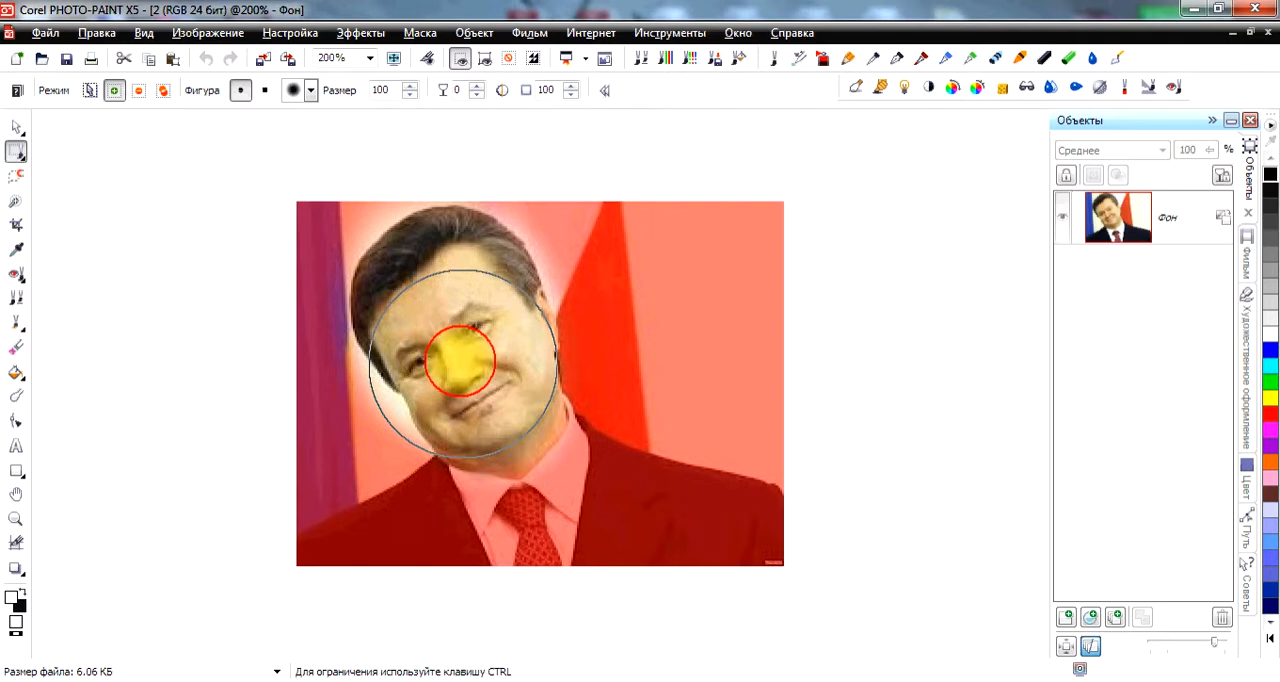 Corel PHOTO-PAINT X5 - [2 (RGB 24 бит) @200% - Фон]
Файл Правка Вид Изображение Настройка Эффекты Маска Объект Фильм Интернет Инструменты Окно Справка
200%
Режим Фигура Размер 100 0 100
Объекты
Среднее 100 %
Фон
Объекты
Фильм
Художественное оформление
Цвет
Путь
Советы
Размер файла: 6.06 КБ Для ограничения используйте клавишу CTRL